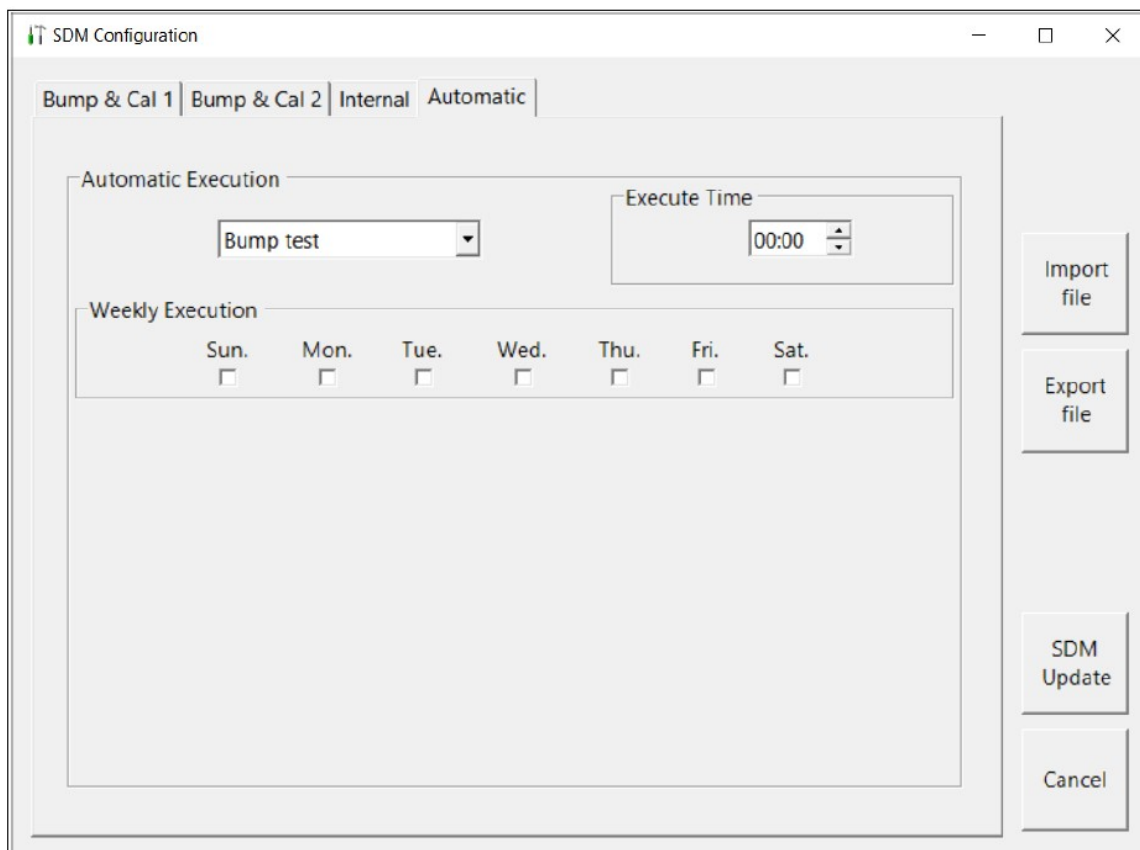 SDM Configuration
Bump & Cal 1 Bump & Cal 2 Internal Automatic
Automatic Execution
Execute Time
Bump test
00:00
Weekly Execution
Sun. Mon. Tue. Wed. Thu. Fri. Sat.
Import
file
Export
file
SDM
Update
Cancel